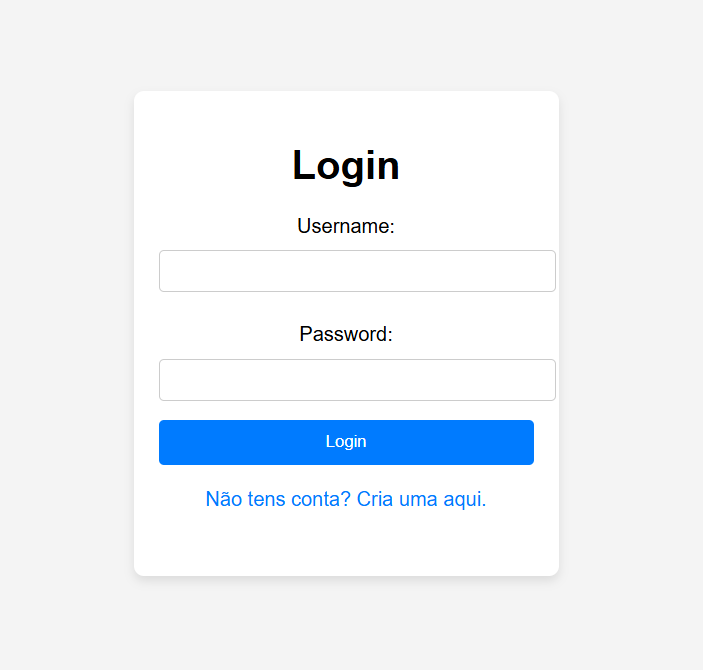 Login
Username:
Password:
Login
Não tens conta? Cria uma aqui.